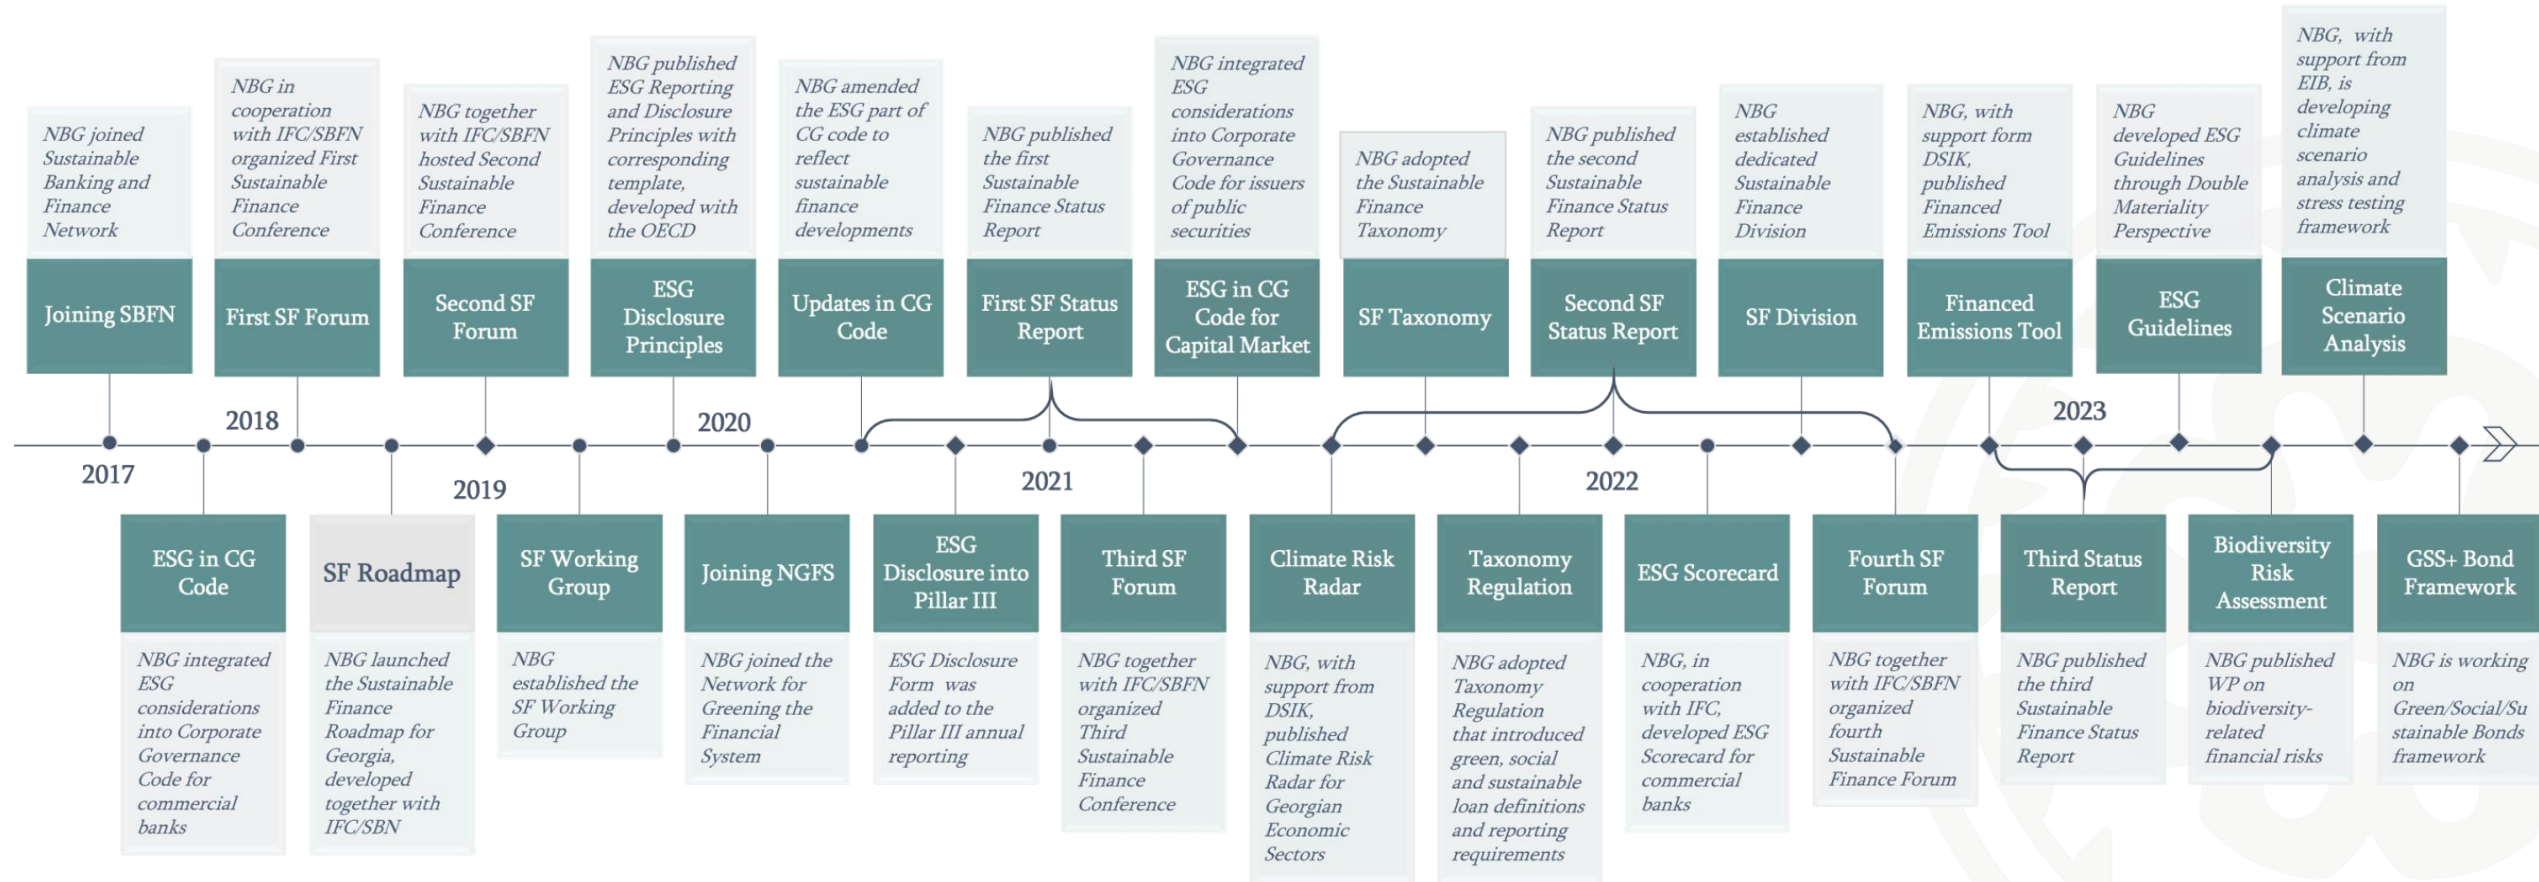 NBG joined
Sustainable
Banking and
Finance
Network
Joining SBFN
NBG in
cooperation
with IFC/SBFN
organized First
Sustainable
Finance
Conference
First SF Forum
NBG together
with IFC/SBFN
hosted Second
Sustainable
Finance
Conference
Second SF
Forum
NBG published
ESG Reporting
and Disclosure
Principles with
corresponding
template,
developed with
the OECD
ESG
Disclosure
Principles
NBG amended
the ESG part of
CG code to
reflect
sustainable
finance
developments
Updates in CG
Code
NBG published
the first
Sustainable
Finance Status
Report
First SF Status
Report
NBG integrated
ESG
considerations
into Corporate
Governance
Code for issuers
of public
securities
ESG in CG
Code for
Capital Market
NBG adopted
the Sustainable
Finance
Taxonomy
SF Taxonomy
NBG published
the second
Sustainable
Finance Status
Report
Second SF
Status Report
NBG
established
dedicated
Sustainable
Finance
Division
SF Division
NBG, with
support form
DSIK,
published
Financed
Emissions Tool
Financed
Emissions Tool
NBG
developed ESG
Guidelines
through Double
Materiality
Perspective
ESG
Guidelines
NBG, with
support from
EIB, is
developing
climate
scenario
analysis and
stress testing
framework
Climate
Scenario
Analysis
2017
2018
2019
2020
2021
2022
2023
ESG in CG
Code
NBG integrated
ESG
considerations
into Corporate
Governance
Code for
commercial
banks
SF Roadmap
NBG launched
the Sustainable
Finance
Roadmap for
Georgia,
developed
together with
IFC/SBN
SF Working
Group
NBG
established the
SF Working
Group
Joining NGFS
NBG joined the
Network for
Greening the
Financial
System
ESG
Disclosure into
Pillar III
ESG Disclosure
Form was
added to the
Pillar III annual
reporting
Third SF
Forum
NBG together
with IFC/SBFN
organized
Third
Sustainable
Finance
Conference
Climate Risk
Radar
NBG, with
support from
DSIK,
published
Climate Risk
Radar for
Georgian
Economic
Sectors
Taxonomy
Regulation
NBG adopted
Taxonomy
Regulation
that introduced
green, social
and sustainable
loan definitions
and reporting
requirements
ESG Scorecard
NBG, in
cooperation
with IFC,
developed ESG
Scorecard for
commercial
banks
Fourth SF
Forum
NBG together
with IFC/SBFN
organized
fourth
Sustainable
Finance Forum
Third Status
Report
NBG published
the third
Sustainable
Finance Status
Report
Biodiversity
Risk
Assessment
NBG published
WP on
biodiversity-
related
financial risks
GSS+ Bond
Framework
NBG is working
on
Green/Social/Su
stainable Bonds
framework